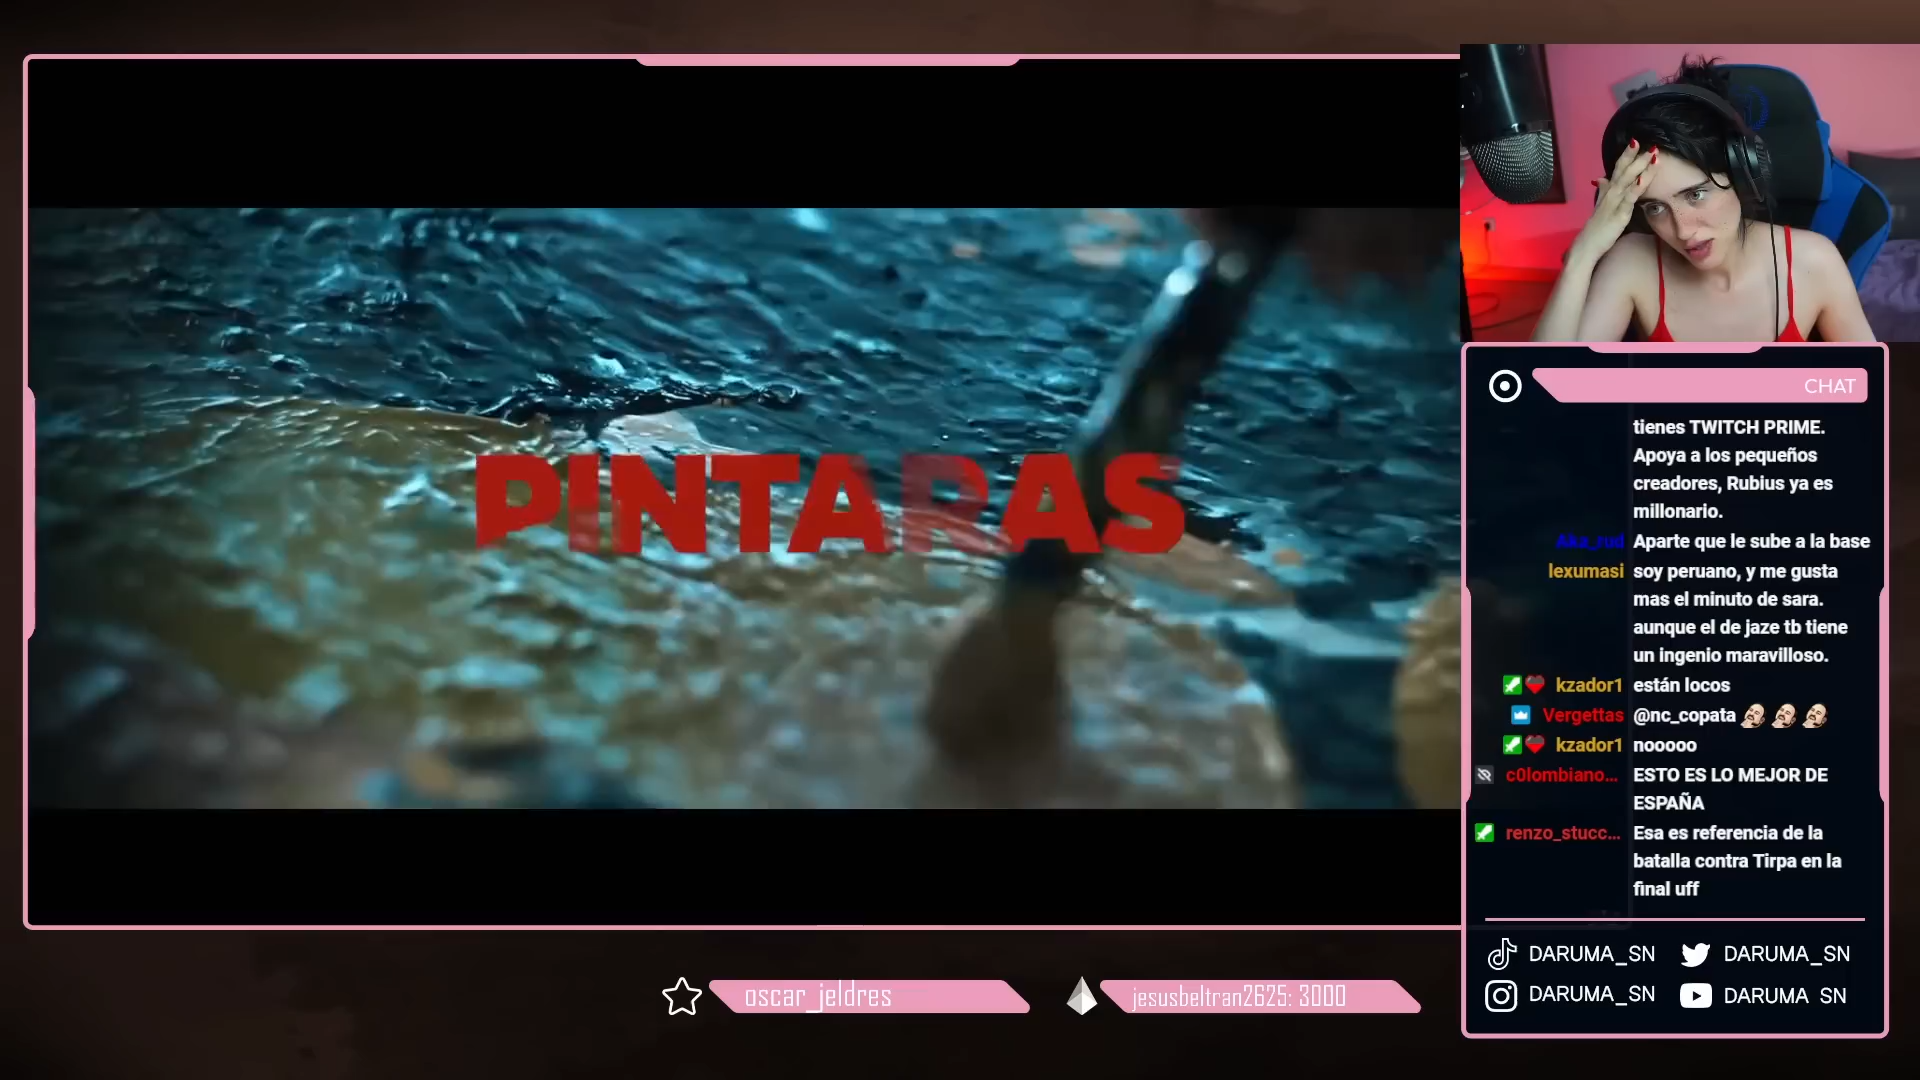 PINTARAS
CHAT
tienes TWITCH PRIME.
Apoya a los pequeños
creadores, Rubius ya es
millonario.
Aka_rud Aparte que le sube a la base
lexumasi soy peruano, y me gusta
mas el minuto de sara.
aunque el de jaze tb tiene
un ingenio maravilloso.
kzador1 están locos
Vergettas @nc_copata
kzador1 nooooo
c0lombiano... ESTO ES LO MEJOR DE
ESPAÑA
renzo_stucc... Esa es referencia de la
batalla contra Tirpa en la
final uff
DARUMA_SN DARUMA_SN
DARUMA_SN DARUMA SN
oscar_jeldres
jesusbeltran2625: 3000